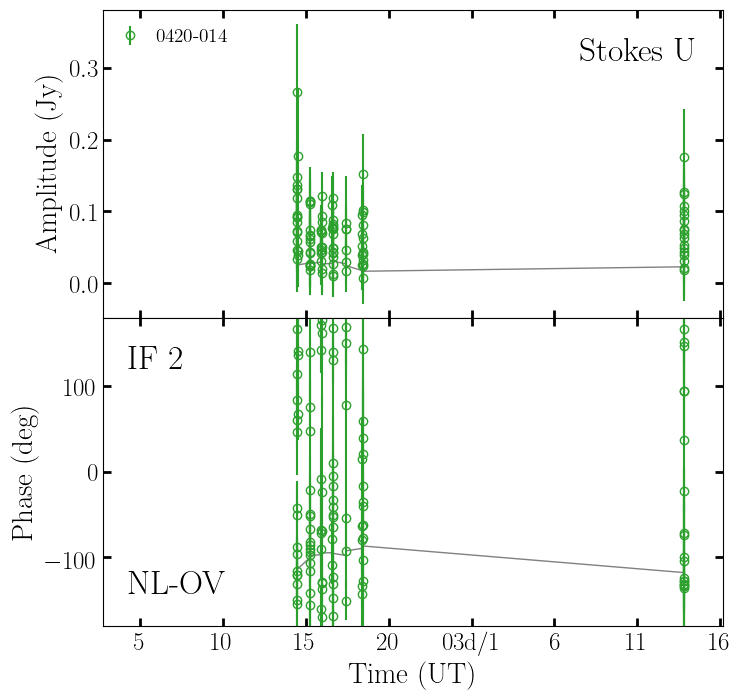 0420-014
Stokes U
Amplitude (Jy)
0.3
0.2
0.1
0.0
IF 2
Phase (deg)
100
0
−100
NL-OV
5 10 15 20 03d/1 6 11 16
Time (UT)